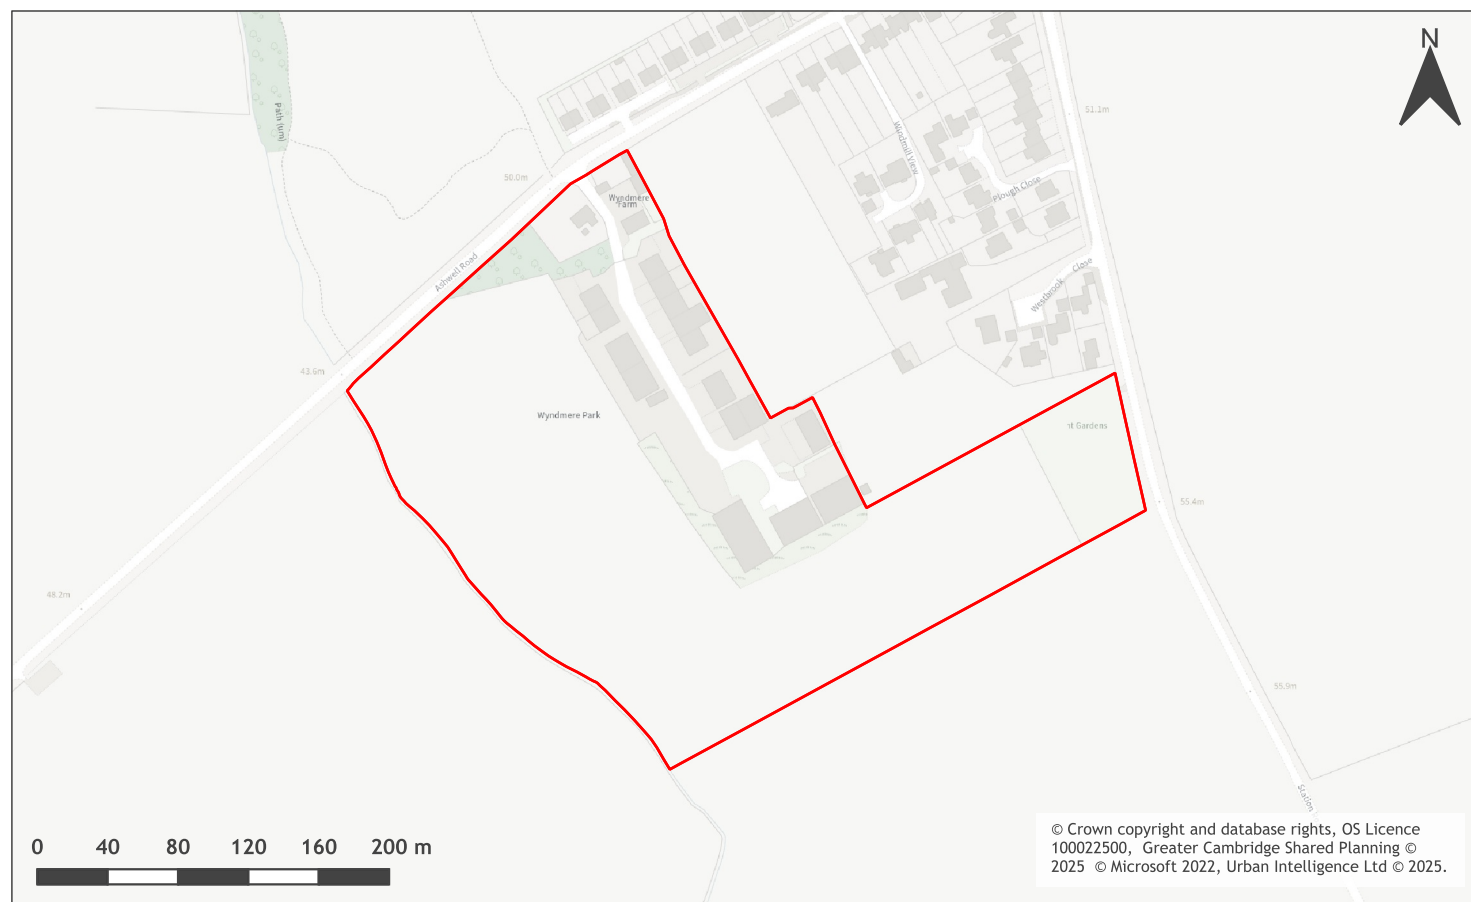 N
51.1m
Path (um)
Windmill View
50.0m
Plough Close
Wyndmere
Farm
Ashwell Road
Westbrook Close
43.6m
Wyndmere Park
nt Gardens
55.4m
48.2m
55.9m
Station
0 40 80 120 160 200 m
© Crown copyright and database rights, OS Licence
100022500, Greater Cambridge Shared Planning ©
2025 © Microsoft 2022, Urban Intelligence Ltd © 2025.